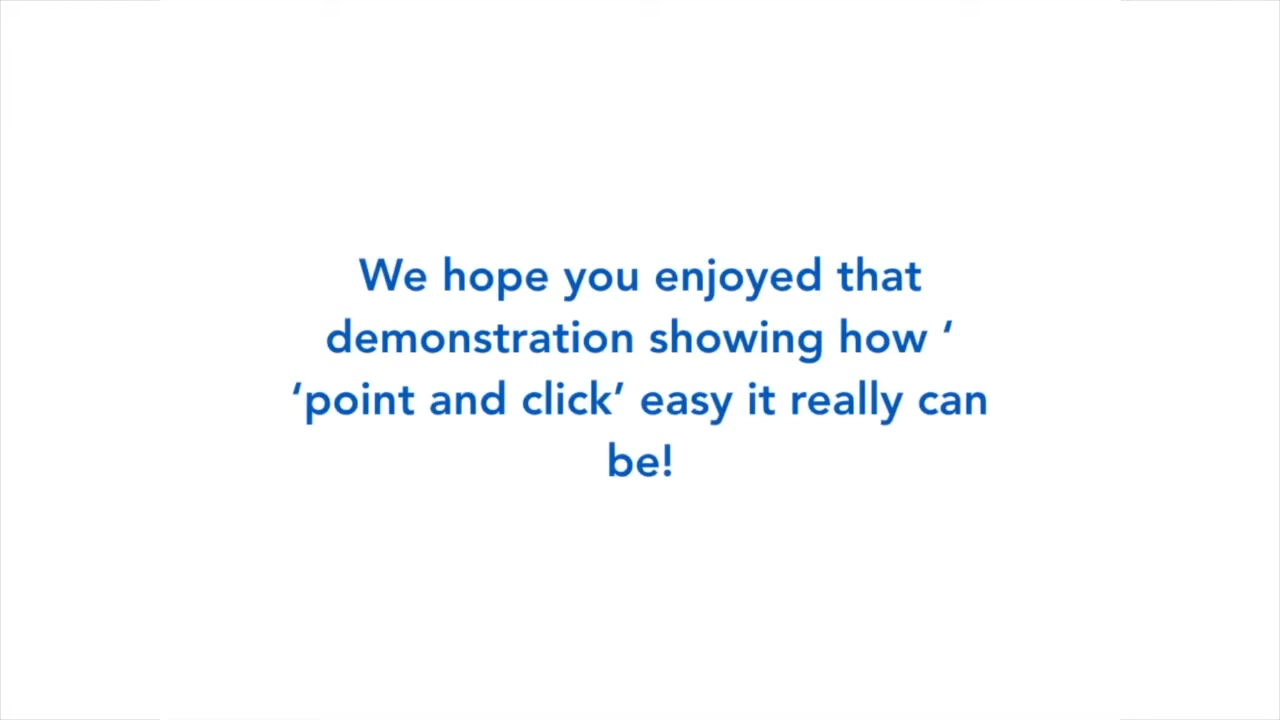 We hope you enjoyed that
demonstration showing how ‘
‘point and click’ easy it really can
be!